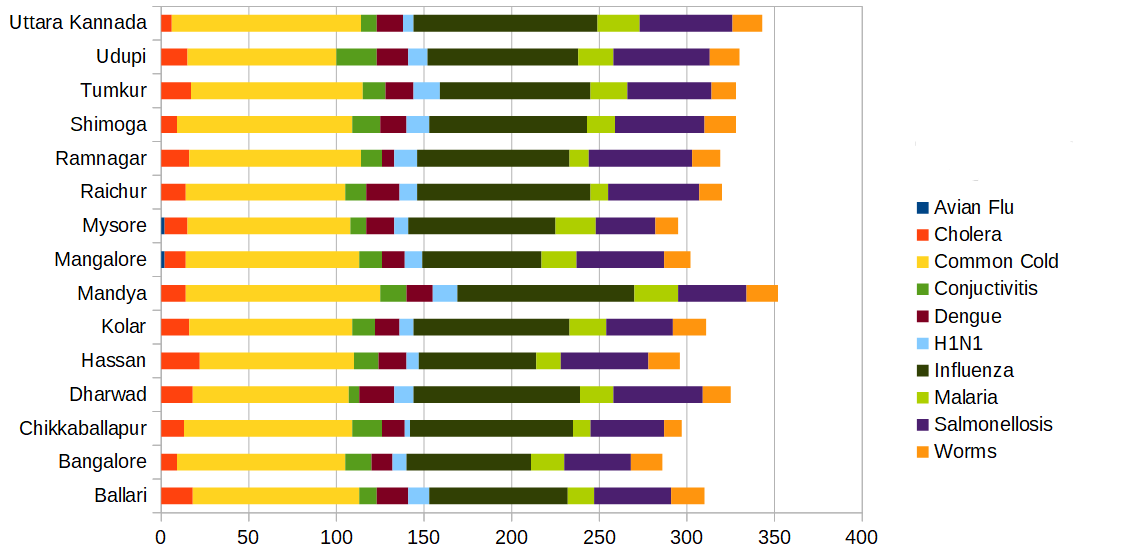 Uttara Kannada
Udupi
Tumkur
Shimoga
Ramnagar
Raichur
Mysore
Mangalore
Mandya
Kolar
Hassan
Dharwad
Chikkaballapur
Bangalore
Ballari
0 50 100 150 200 250 300 350 400
Avian Flu
Cholera
Common Cold
Conjuctivitis
Dengue
H1N1
Influenza
Malaria
Salmonellosis
Worms